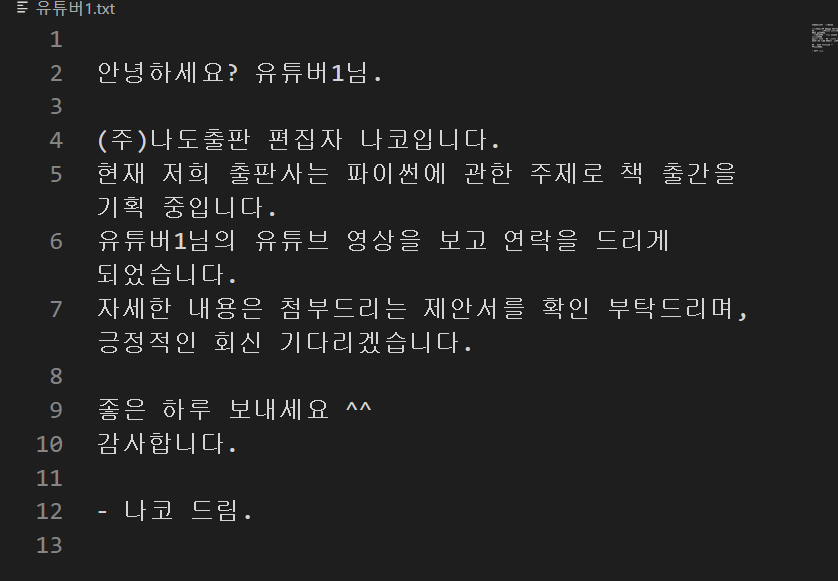 유튜버1.txt
1
2 안녕하세요? 유튜버1님.
3
4 (주)나도출판 편집자 나코입니다.
5 현재 저희 출판사는 파이썬에 관한 주제로 책 출간을
기획 중입니다.
6 유튜버1님의 유튜브 영상을 보고 연락을 드리게
되었습니다.
7 자세한 내용은 첨부드리는 제안서를 확인 부탁드리며,
긍정적인 회신 기다리겠습니다.
8
9 좋은 하루 보내세요 ^^
10 감사합니다.
11
12 - 나코 드림.
13